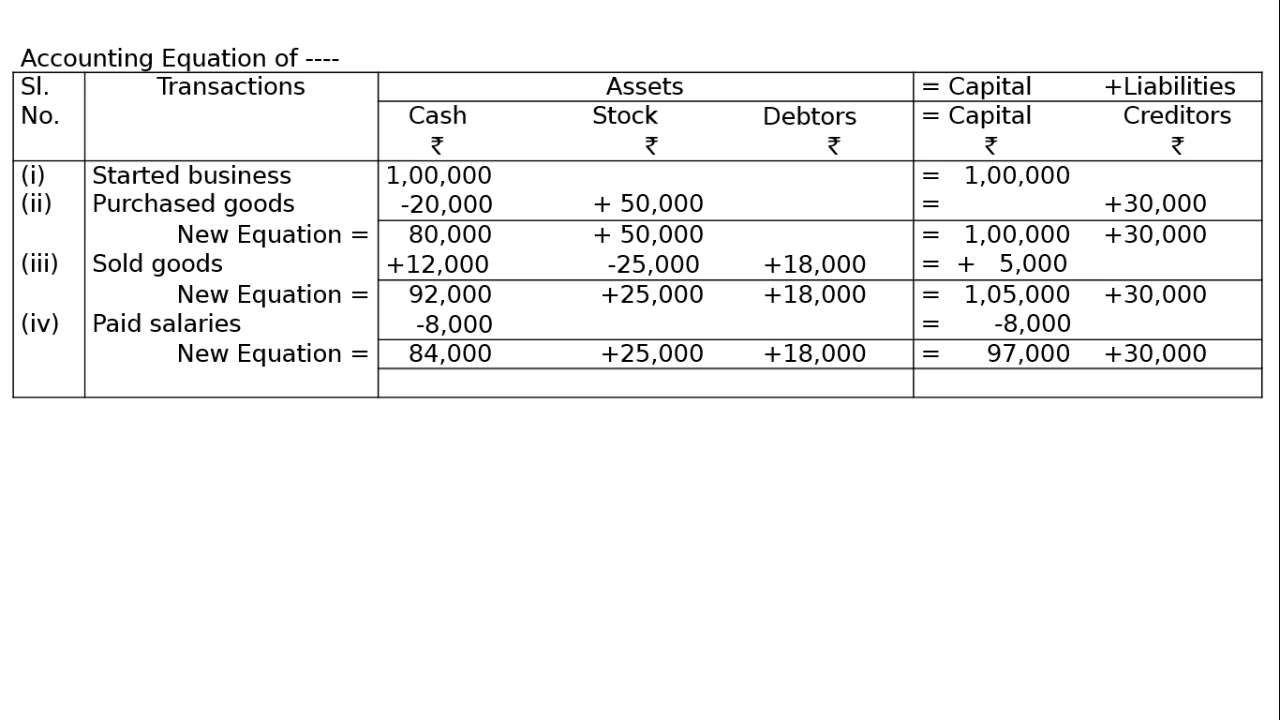 Accounting Equation of ----
Sl. Transactions Assets = Capital +Liabilities
No. Cash Stock Debtors = Capital Creditors
₹ ₹ ₹ ₹ ₹
(i) Started business 1,00,000 = 1,00,000
(ii) Purchased goods -20,000 + 50,000 = +30,000
New Equation = 80,000 + 50,000 = 1,00,000 +30,000
(iii) Sold goods +12,000 -25,000 +18,000 = + 5,000
New Equation = 92,000 +25,000 +18,000 = 1,05,000 +30,000
(iv) Paid salaries -8,000 = -8,000
New Equation = 84,000 +25,000 +18,000 = 97,000 +30,000